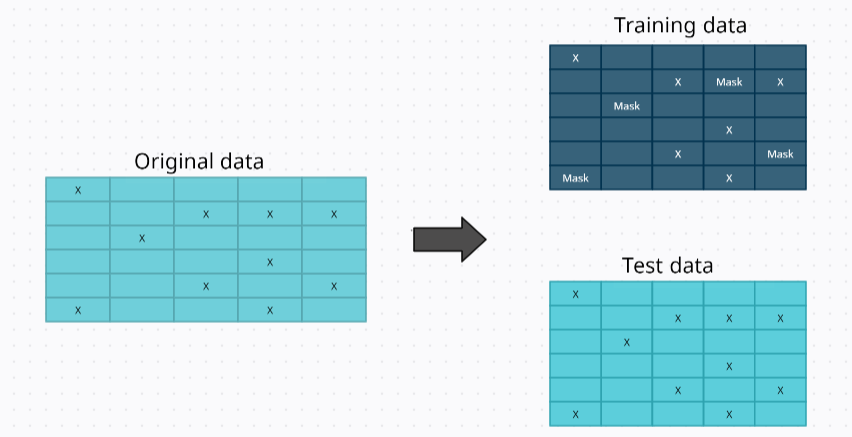 Original data
X
X X X
X
X
X X
X X
Training data
X
X Mask X
Mask
X
X Mask
Mask X
Test data
X
X X X
X
X
X X
X X